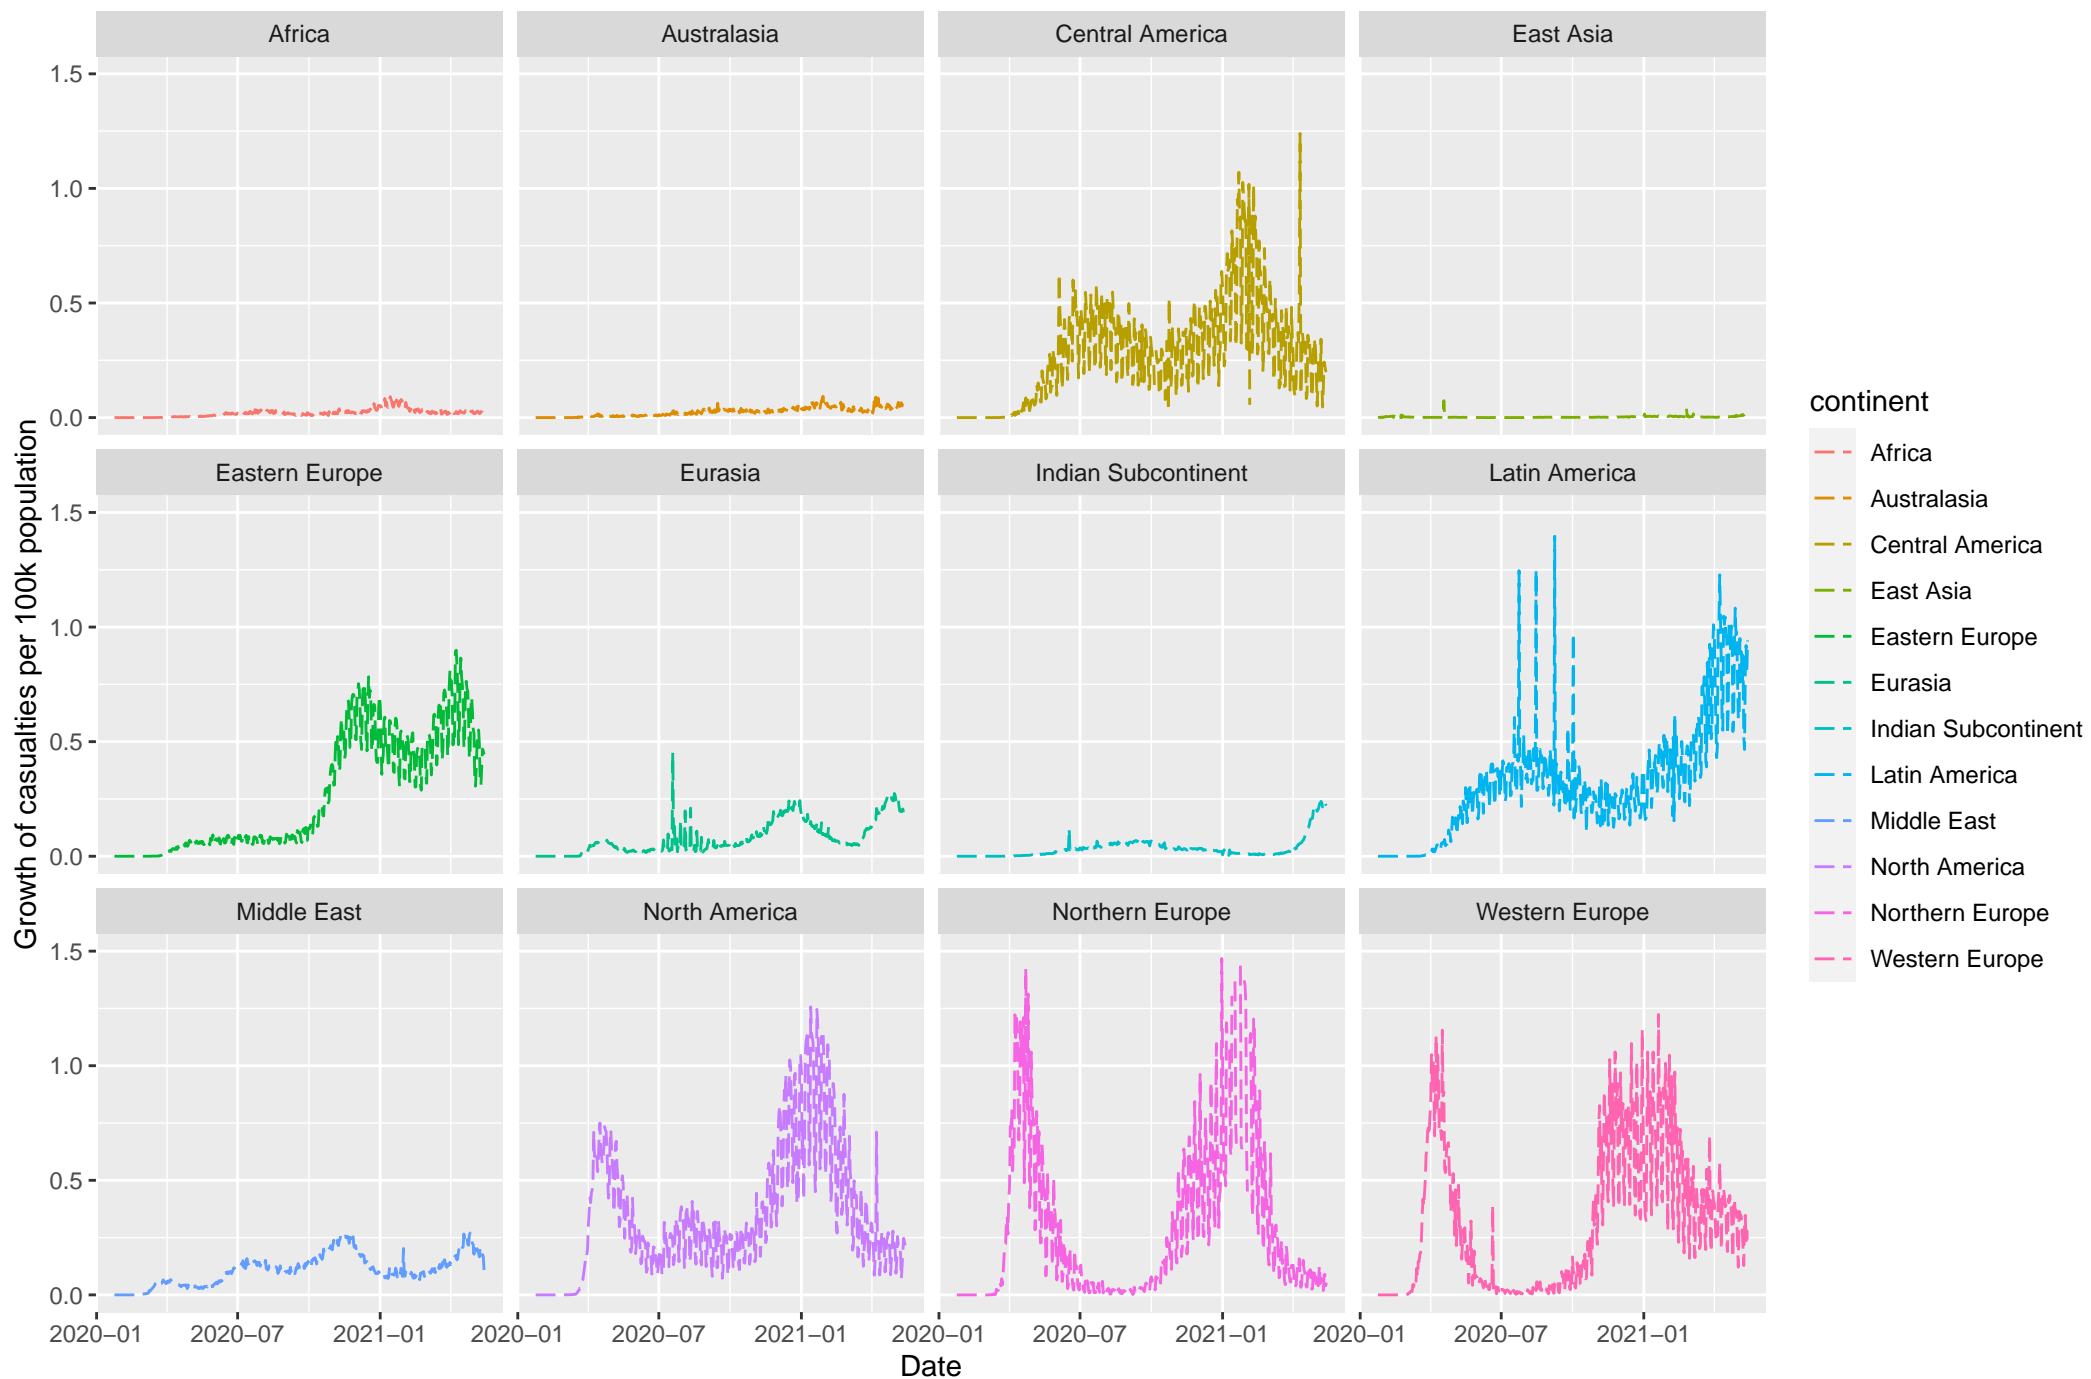 Africa
Australasia
Central America
East Asia
1.5
1.0
0.5
0.0
Eastern Europe
Eurasia
Indian Subcontinent
Latin America
1.5
1.0
0.5
0.0
Middle East
North America
Northern Europe
Western Europe
1.5
1.0
0.5
0.0
2020–01
2020–07
2021–01
2020–01
2020–07
2021–01
2020–01
2020–07
2021–01
2020–01
2020–07
2021–01
Date
Growth of casualties per 100k population
continent
Africa
Australasia
Central America
East Asia
Eastern Europe
Eurasia
Indian Subcontinent
Latin America
Middle East
North America
Northern Europe
Western Europe